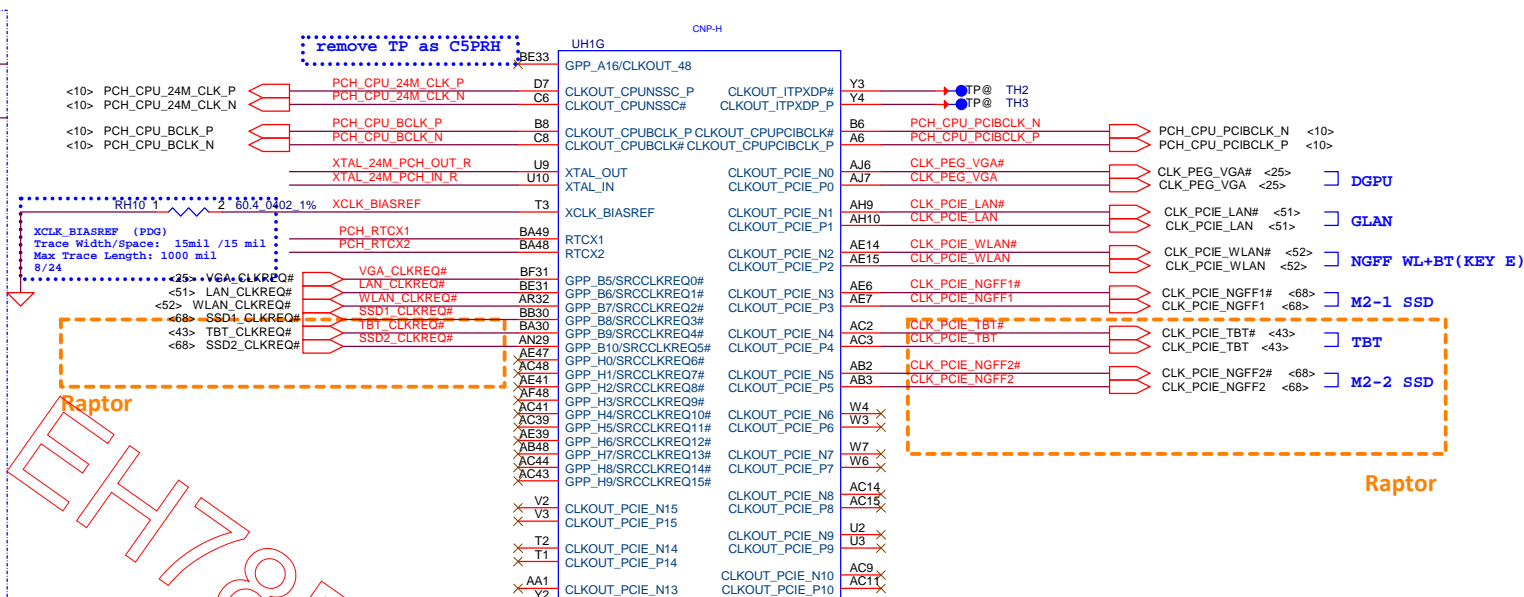 CNP-H
UH1G
remove TP as C5PRH
BE33 GPP_A16/CLKOUT_48
<10> PCH_CPU_24M_CLK_P PCH_CPU_24M_CLK_P D7 CLKOUT_CPUNSSC_P CLKOUT_ITPXDP# Y3 TP@ TH2
<10> PCH_CPU_24M_CLK_N PCH_CPU_24M_CLK_N C6 CLKOUT_CPUNSSC# CLKOUT_ITPXDP_P Y4 TP@ TH3
<10> PCH_CPU_BCLK_P PCH_CPU_BCLK_P B8 CLKOUT_CPUBCLK_P CLKOUT_CPUPCIBCLK# B6 PCH_CPU_PCIBCLK_N PCH_CPU_PCIBCLK_N <10>
<10> PCH_CPU_BCLK_N PCH_CPU_BCLK_N C8 CLKOUT_CPUBCLK# CLKOUT_CPUPCIBCLK_P A6 PCH_CPU_PCIBCLK_P PCH_CPU_PCIBCLK_P <10>
XTAL_24M_PCH_OUT_R U9 XTAL_OUT CLKOUT_PCIE_N0 AJ6 CLK_PEG_VGA# CLK_PEG_VGA# <25>
XTAL_24M_PCH_IN_R U10 XTAL_IN CLKOUT_PCIE_P0 AJ7 CLK_PEG_VGA CLK_PEG_VGA <25>
DGPU
RH10 1 2 60.4_0402_1% XCLK_BIASREF T3 XCLK_BIASREF CLKOUT_PCIE_N1 AH9 CLK_PCIE_LAN# CLK_PCIE_LAN# <51>
CLKOUT_PCIE_P1 AH10 CLK_PCIE_LAN CLK_PCIE_LAN <51>
GLAN
XCLK_BIASREF (PDG)
Trace Width/Space: 15mil /15 mil
Max Trace Length: 1000 mil
8/24
PCH_RTCX1 BA49 RTCX1 CLKOUT_PCIE_N2 AE14 CLK_PCIE_WLAN# CLK_PCIE_WLAN# <52>
PCH_RTCX2 BA48 RTCX2 CLKOUT_PCIE_P2 AE15 CLK_PCIE_WLAN CLK_PCIE_WLAN <52>
NGFF WL+BT(KEY E)
<25> VGA_CLKREQ# VGA_CLKREQ# BF31 GPP_B5/SRCCLKREQ0#
<51> LAN_CLKREQ# LAN_CLKREQ# BE31 GPP_B6/SRCCLKREQ1# CLKOUT_PCIE_N3 AE6 CLK_PCIE_NGFF1# CLK_PCIE_NGFF1# <68>
<52> WLAN_CLKREQ# WLAN_CLKREQ# AR32 GPP_B7/SRCCLKREQ2# CLKOUT_PCIE_P3 AE7 CLK_PCIE_NGFF1 CLK_PCIE_NGFF1 <68>
M2-1 SSD
<68> SSD1_CLKREQ# SSD1_CLKREQ# BB30 GPP_B8/SRCCLKREQ3#
<43> TBT_CLKREQ# TBT_CLKREQ# BA30 GPP_B9/SRCCLKREQ4# CLKOUT_PCIE_N4 AC2 CLK_PCIE_TBT# CLK_PCIE_TBT# <43>
<68> SSD2_CLKREQ# SSD2_CLKREQ# AN29 GPP_B10/SRCCLKREQ5# CLKOUT_PCIE_P4 AC3 CLK_PCIE_TBT CLK_PCIE_TBT <43>
TBT
AE47 GPP_H0/SRCCLKREQ6#
AC48 GPP_H1/SRCCLKREQ7# CLKOUT_PCIE_N5 AB2 CLK_PCIE_NGFF2# CLK_PCIE_NGFF2# <68>
AE41 GPP_H2/SRCCLKREQ8# CLKOUT_PCIE_P5 AB3 CLK_PCIE_NGFF2 CLK_PCIE_NGFF2 <68>
M2-2 SSD
Raptor
AF48 GPP_H3/SRCCLKREQ9#
AC41 GPP_H4/SRCCLKREQ10# CLKOUT_PCIE_N6 W4
AC39 GPP_H5/SRCCLKREQ11# CLKOUT_PCIE_P6 W3
AE39 GPP_H6/SRCCLKREQ12#
AB48 GPP_H7/SRCCLKREQ13# CLKOUT_PCIE_N7 W7
AC44 GPP_H8/SRCCLKREQ14# CLKOUT_PCIE_P7 W6
AC43 GPP_H9/SRCCLKREQ15#
Raptor
CLKOUT_PCIE_N8 AC14
V2 CLKOUT_PCIE_N15 CLKOUT_PCIE_P8 AC15
V3 CLKOUT_PCIE_P15
CLKOUT_PCIE_N9 U2
T2 CLKOUT_PCIE_N14 CLKOUT_PCIE_P9 U3
T1 CLKOUT_PCIE_P14
CLKOUT_PCIE_N10 AC9
AA1 CLKOUT_PCIE_N13 CLKOUT_PCIE_P10 AC11
Y2
EH78